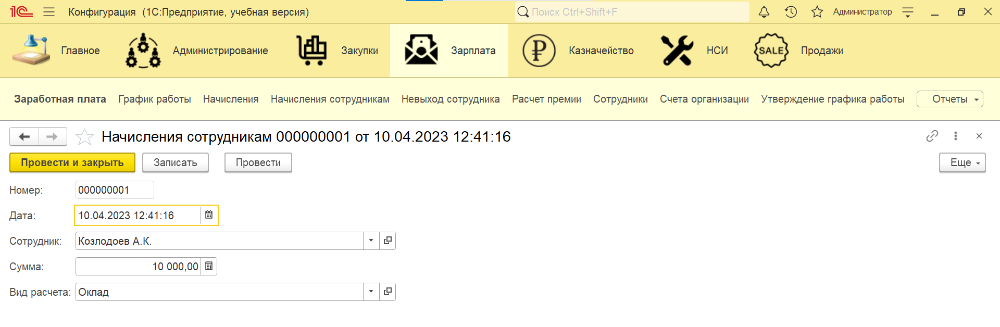 1С Конфигурация (1С:Предприятие, учебная версия) Поиск Ctrl+Shift+F Администратор
Главное Администрирование Закупки Зарплата Казначейство НСИ SALE Продажи
Заработная плата График работы Начисления Начисления сотрудникам Невыход сотрудника Расчет премии Сотрудники Счета организации Утверждение графика работы Отчеты
Начисления сотрудникам 000000001 от 10.04.2023 12:41:16
Провести и закрыть Записать Провести Еще
Номер: 000000001
Дата: 10.04.2023 12:41:16
Сотрудник: Козлодоев А.К.
Сумма: 10 000,00
Вид расчета: Оклад